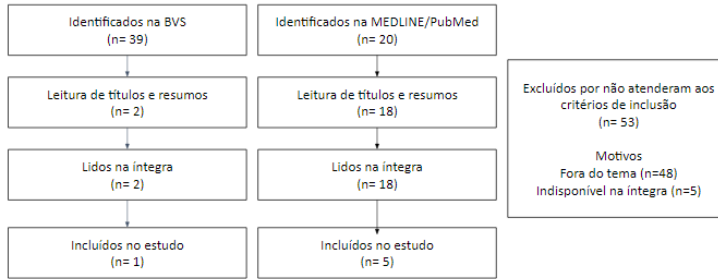 Identificados na BVS
(n= 39)
Identificados na MEDLINE/PubMed
(n= 20)
Leitura de títulos e resumos
(n= 2)
Leitura de títulos e resumos
(n= 18)
Excluídos por não atenderam aos
critérios de inclusão
(n= 53)
Motivos
Fora do tema (n=48)
Indisponível na íntegra (n=5)
Lidos na íntegra
(n= 2)
Lidos na íntegra
(n= 18)
Incluídos no estudo
(n= 1)
Incluídos no estudo
(n= 5)